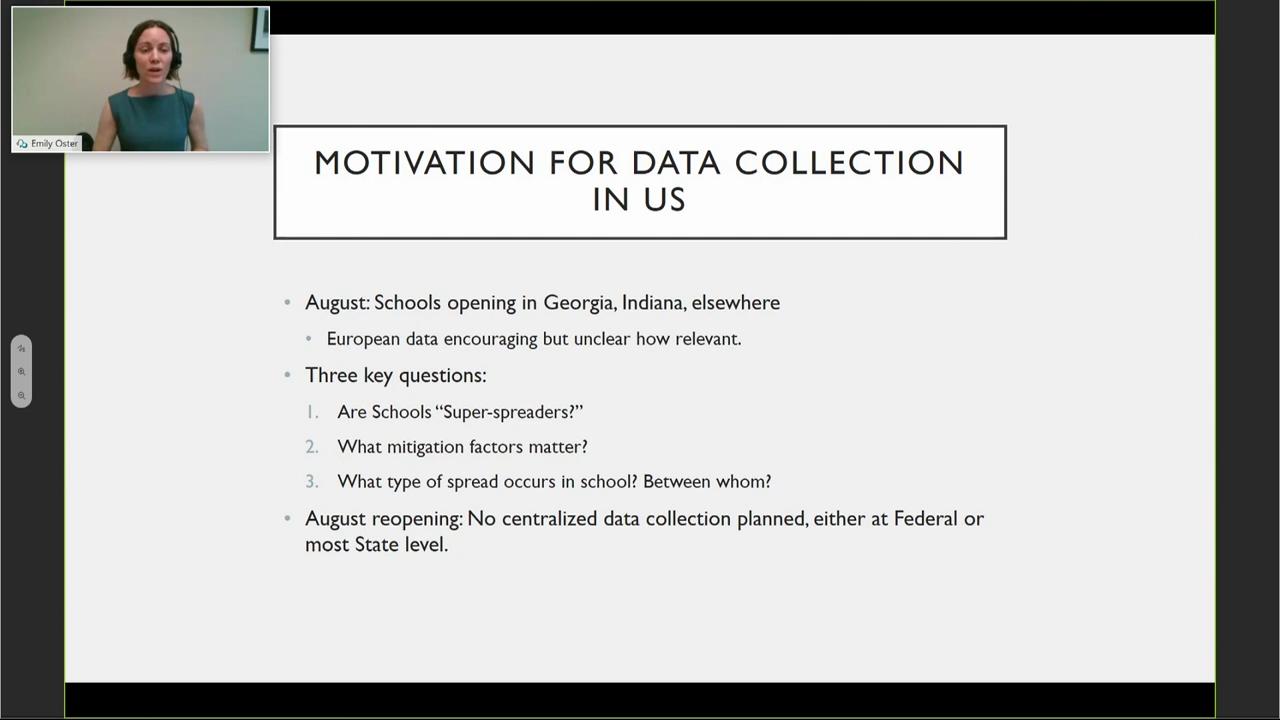 Emily Oster
MOTIVATION FOR DATA COLLECTION
IN US
• August: Schools opening in Georgia, Indiana, elsewhere
• European data encouraging but unclear how relevant.
• Three key questions:
1. Are Schools “Super-spreaders?”
2. What mitigation factors matter?
3. What type of spread occurs in school? Between whom?
• August reopening: No centralized data collection planned, either at Federal or
most State level.